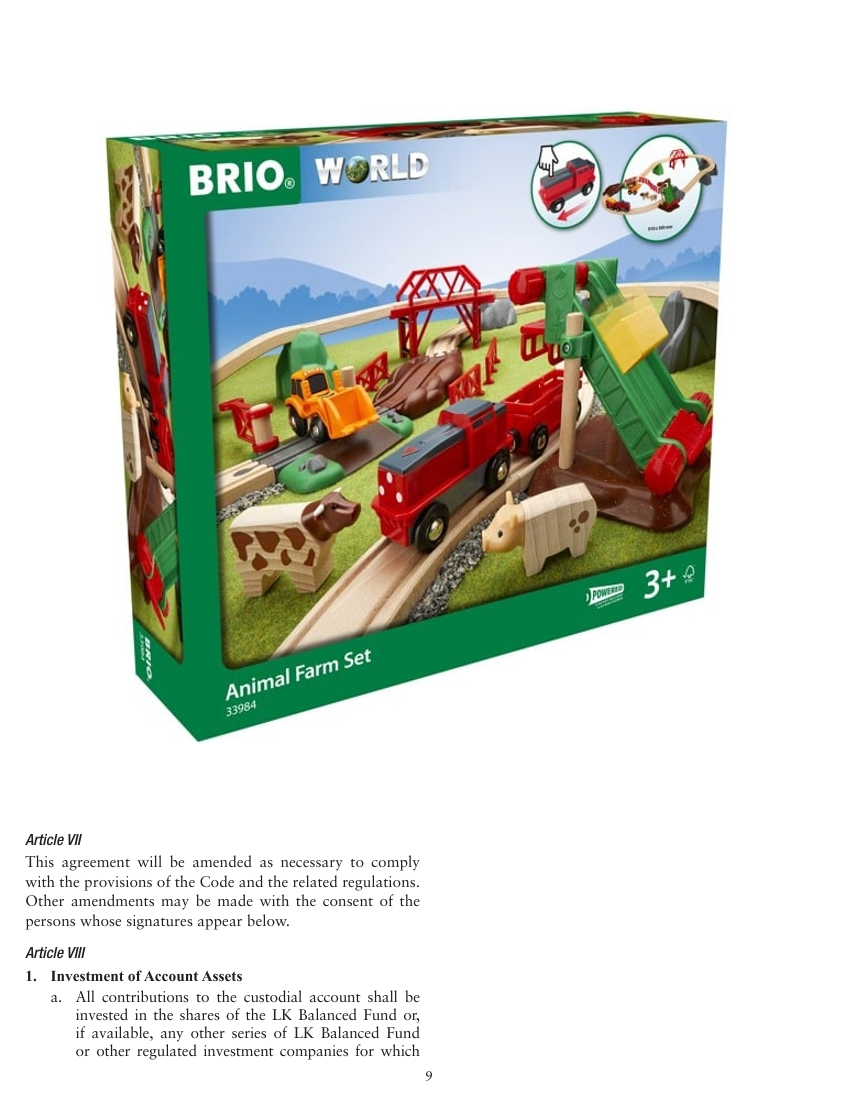 BRIO®
WORLD
POWERED
3+
Animal Farm Set
33984
BRIO
Article VII
This agreement will be amended as necessary to comply
with the provisions of the Code and the related regulations.
Other amendments may be made with the consent of the
persons whose signatures appear below.
Article VIII
1. Investment of Account Assets
a. All contributions to the custodial account shall be
invested in the shares of the LK Balanced Fund or,
if available, any other series of LK Balanced Fund
or other regulated investment companies for which
9